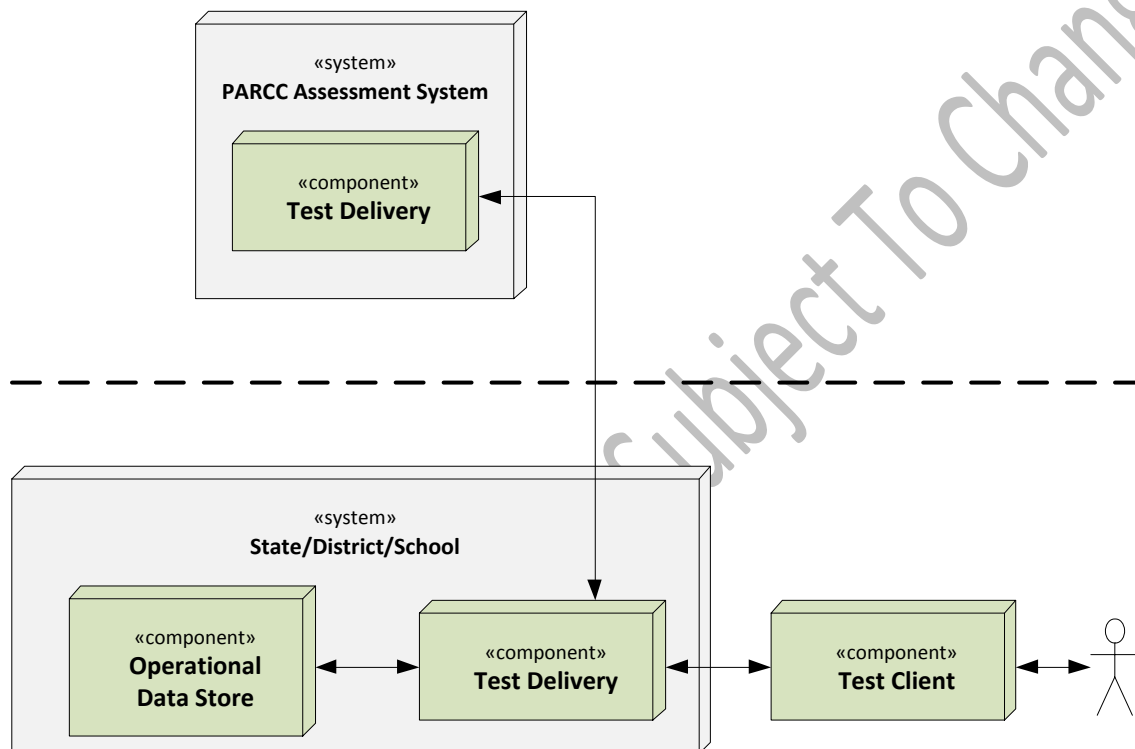 «system»
PARCC Assessment System
«component»
Test Delivery
Subject To Chang
«system»
State/District/School
«component»
Operational
Data Store
«component»
Test Delivery
«component»
Test Client